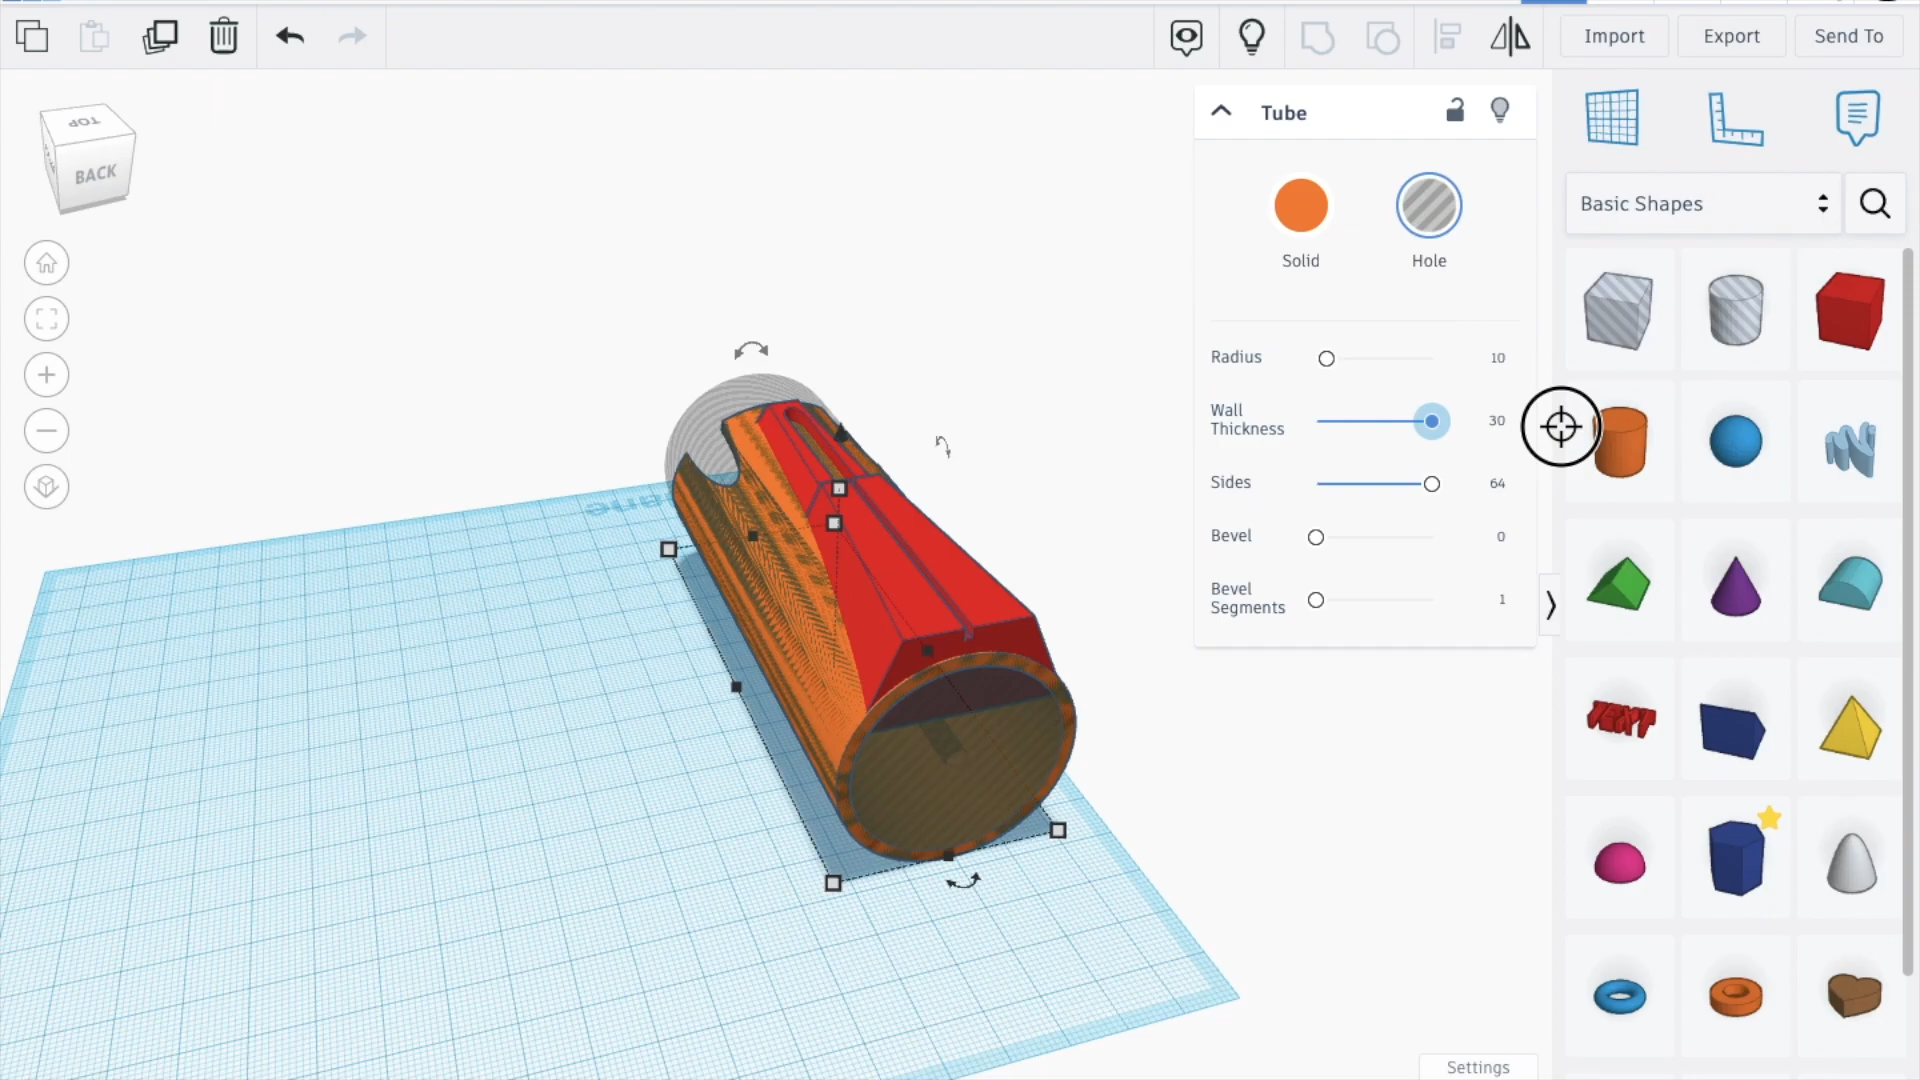 Import
Export
Send To
TOP
BACK
Tube
Basic Shapes
Solid
Hole
Radius
10
Wall
Thickness
30
Sides
64
Bevel
0
Bevel
Segments
1
TEXT
Settings